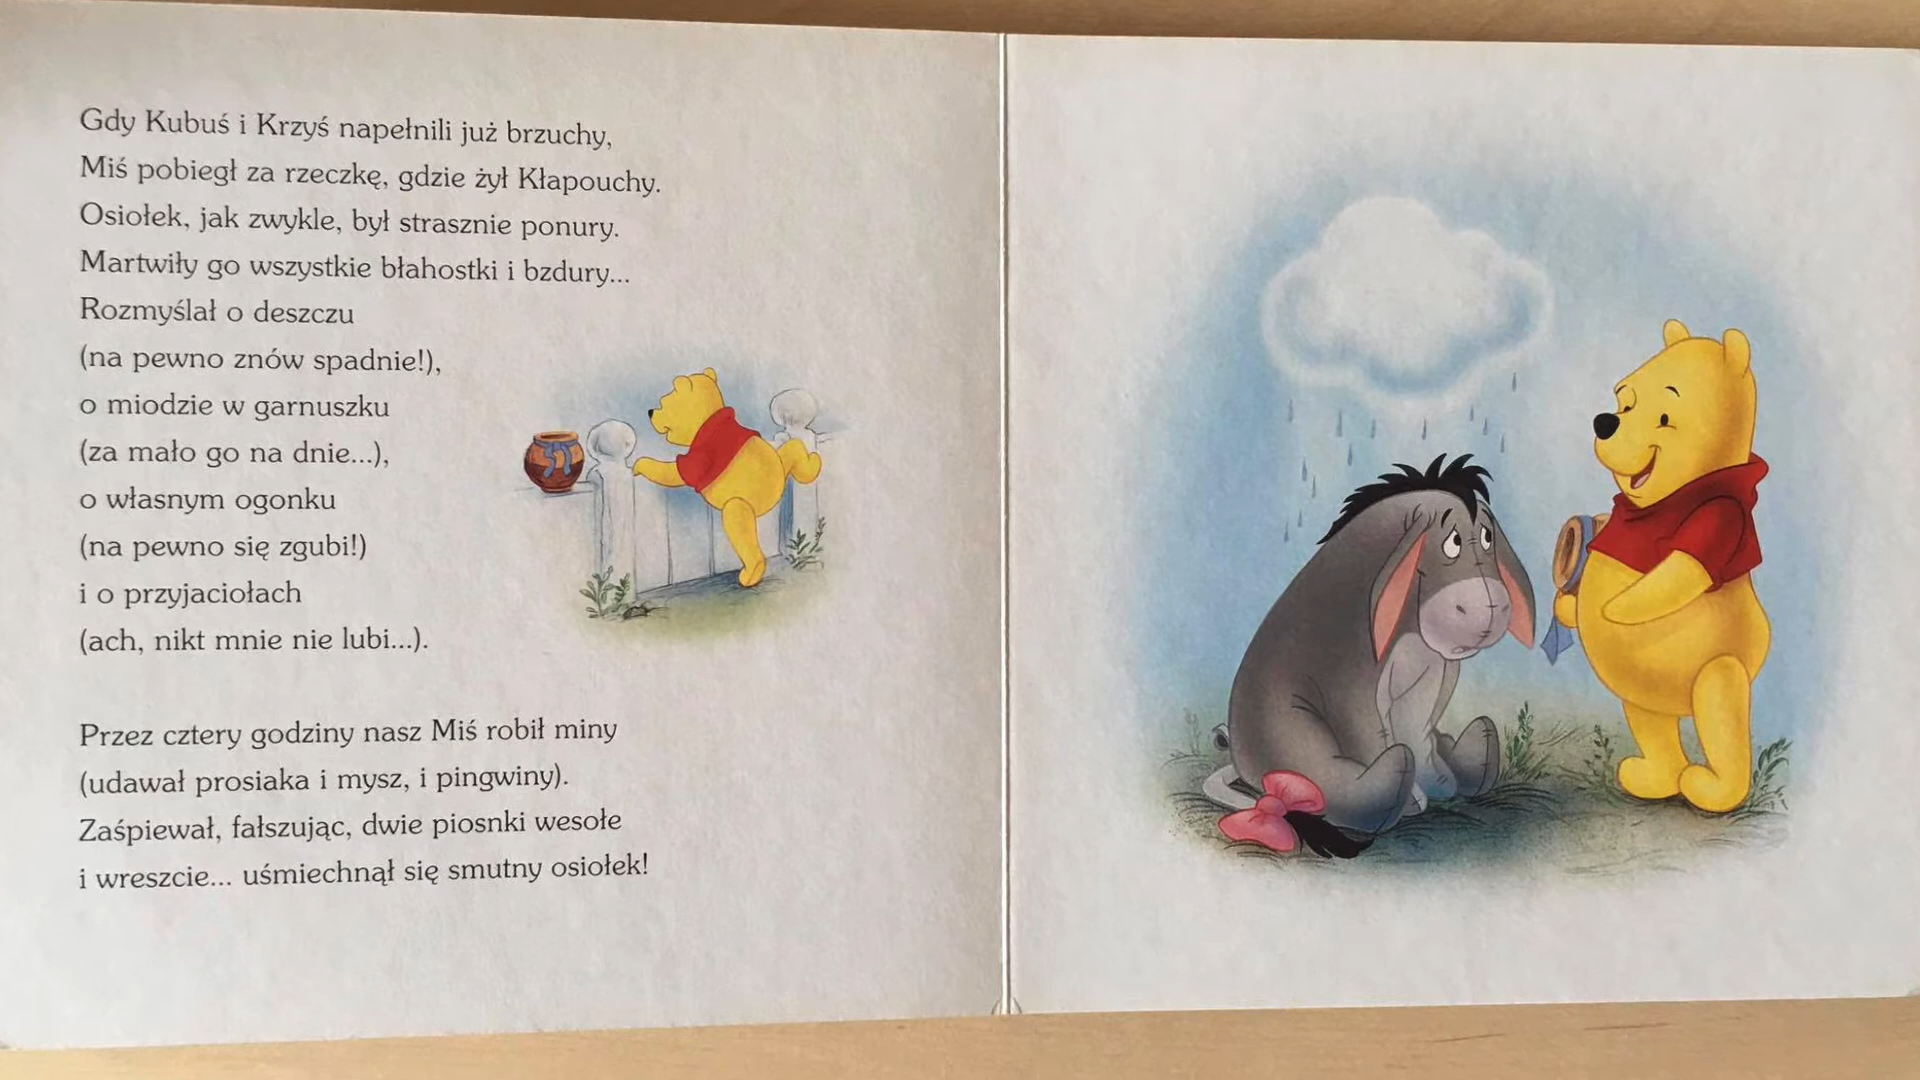 Gdy Kubuś i Krzyś napełnili już brzuchy,
Miś pobiegł za rzeczkę, gdzie żył Kłapouchy.
Osiołek, jak zwykle, był strasznie ponury.
Martwiły go wszystkie błahostki i bzdury...
Rozmyślał o deszczu
(na pewno znów spadnie!),
o miodzie w garnuszku
(za mało go na dnie...),
o własnym ogonku
(na pewno się zgubi!)
i o przyjaciołach
(ach, nikt mnie nie lubi...).
Przez cztery godziny nasz Miś robił miny
(udawał prosiaka i mysz, i pingwiny).
Zaśpiewał, fałszując, dwie piosnki wesołe
i wreszcie... uśmiechnął się smutny osiołek!